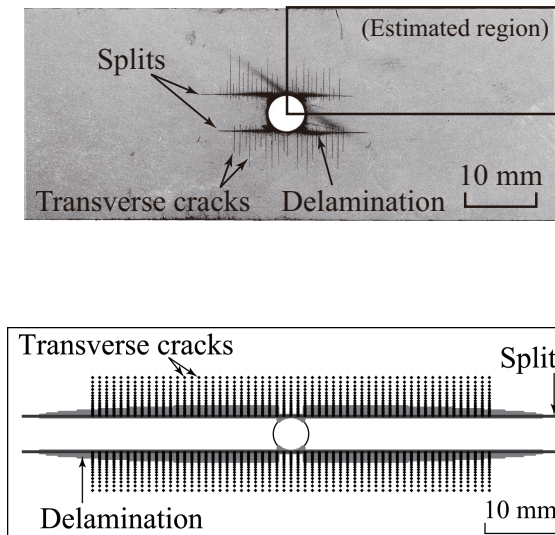 (Estimated region)
Splits
Transverse cracks
Delamination
10 mm
Transverse cracks
Split
Delamination
10 mm